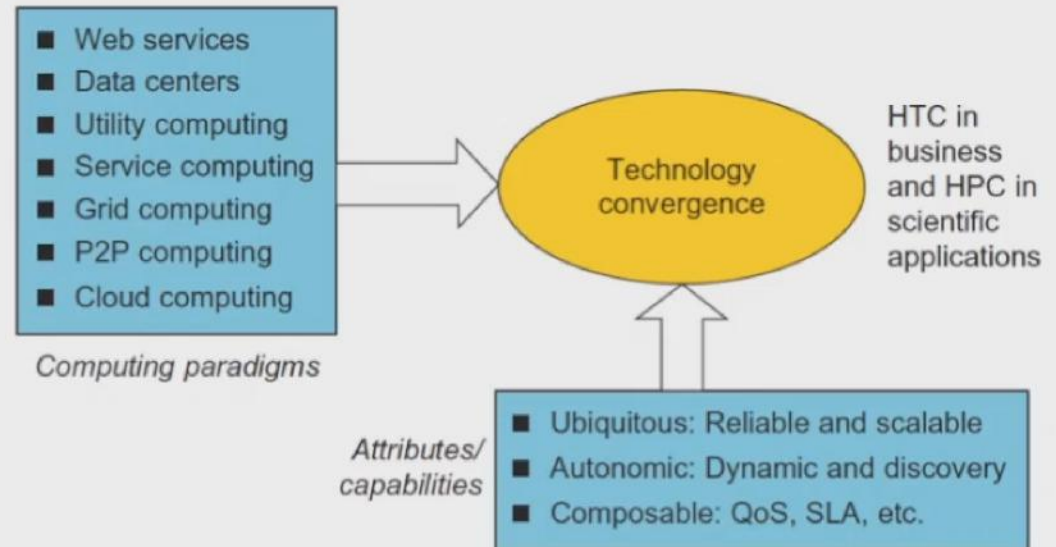 Web services
Data centers
Utility computing
Service computing
Grid computing
P2P computing
Cloud computing
Computing paradigms
Technology
convergence
HTC in
business
and HPC in
scientific
applications
Attributes/
capabilities
Ubiquitous: Reliable and scalable
Autonomic: Dynamic and discovery
Composable: QoS, SLA, etc.